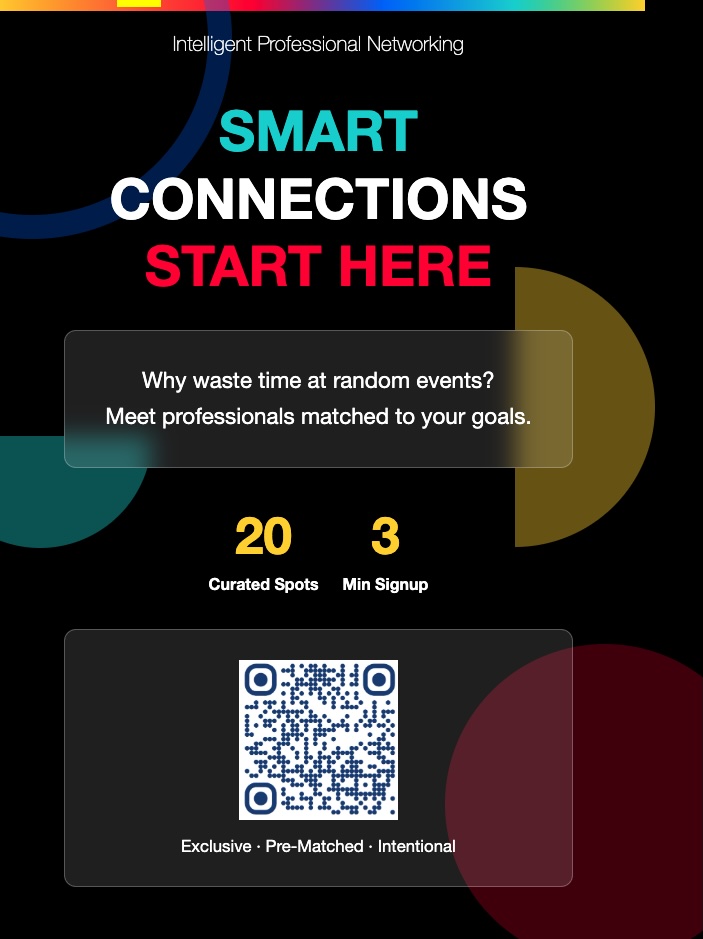 Intelligent Professional Networking
SMART
CONNECTIONS
START HERE
Why waste time at random events?
Meet professionals matched to your goals.
20
3
Curated Spots
Min Signup
Exclusive · Pre-Matched · Intentional